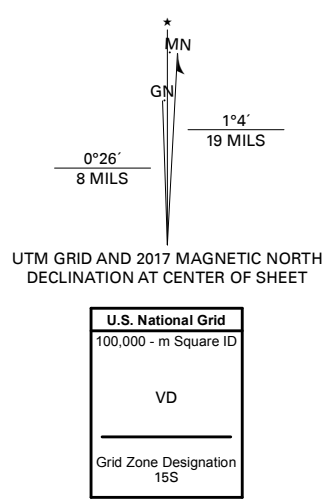 ★
MN
GN
1°4´
19 MILS
0°26´
8 MILS
UTM GRID AND 2017 MAGNETIC NORTH
DECLINATION AT CENTER OF SHEET
U.S. National Grid
100,000 - m Square ID
VD
Grid Zone Designation
15S